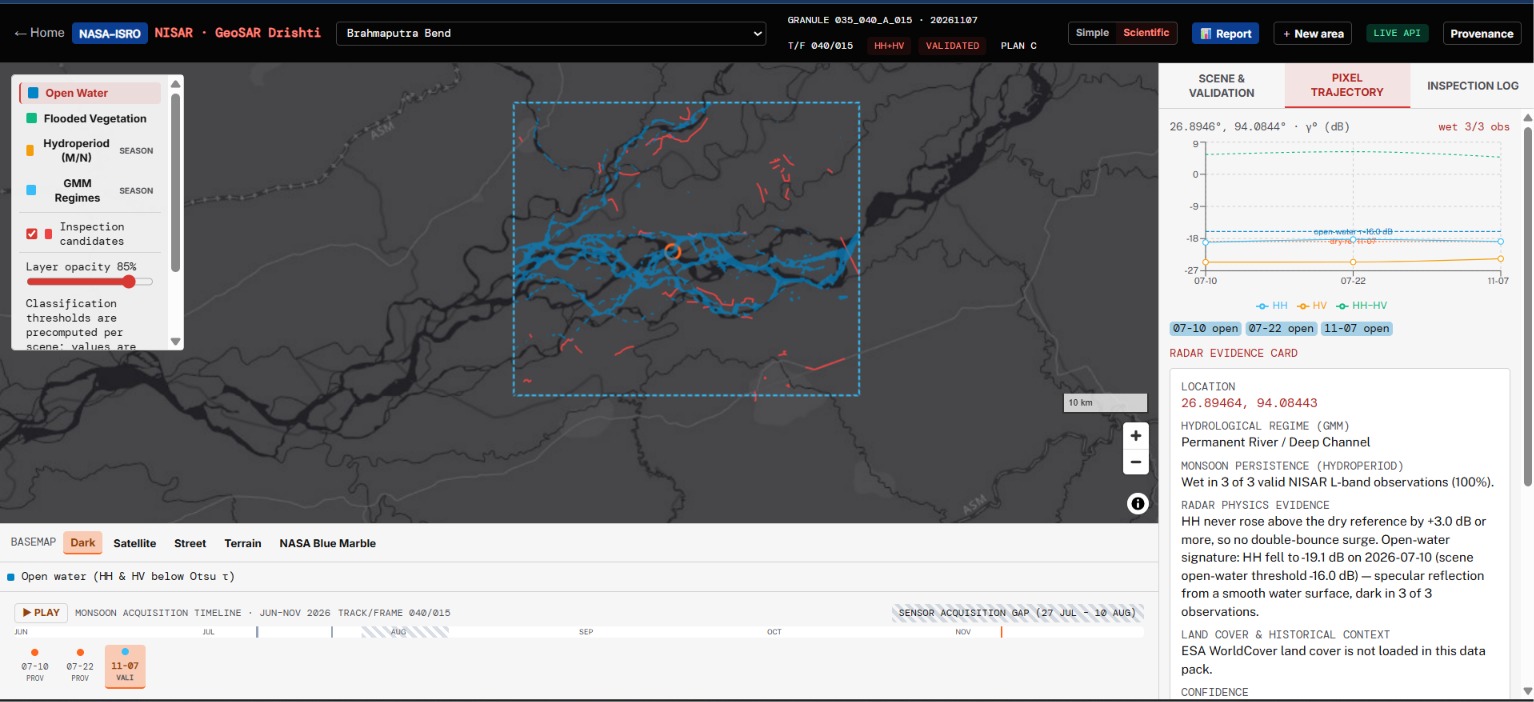 ← Home
NASA-ISRO
NISAR · GeoSAR Drishti
Brahmaputra Bend
GRANULE 035_040_A_015 · 20261107
T/F 040/015
HH+HV
VALIDATED
PLAN C
Simple
Scientific
Report
+ New area
LIVE API
Provenance
Open Water
Flooded Vegetation
Hydroperiod
(M/N)
SEASON
GMM
Regimes
SEASON
Inspection
candidates
Layer opacity 85%
Classification
thresholds are
precomputed per
scene; values are
ASM
ASM
10 km
+
−
i
BASEMAP
Dark
Satellite
Street
Terrain
NASA Blue Marble
Open water (HH & HV below Otsu τ)
▶ PLAY
MONSOON ACQUISITION TIMELINE · JUN–NOV 2026 TRACK/FRAME 040/015
SENSOR ACQUISITION GAP (27 JUL – 10 AUG)
JUN
JUL
AUG
SEP
OCT
NOV
07-10
PROV
07-22
PROV
11-07
VALI
SCENE &
VALIDATION
PIXEL
TRAJECTORY
INSPECTION LOG
26.8946°, 94.0844° · γ° (dB)
wet 3/3 obs
9
0
-9
-18
-27
open-water τ -16.0 dB
07-10
07-22
11-07
HH
HV
HH-HV
07-10 open
07-22 open
11-07 open
RADAR EVIDENCE CARD
LOCATION
26.89464, 94.08443
HYDROLOGICAL REGIME (GMM)
Permanent River / Deep Channel
MONSOON PERSISTENCE (HYDROPERIOD)
Wet in 3 of 3 valid NISAR L-band observations (100%).
RADAR PHYSICS EVIDENCE
HH never rose above the dry reference by +3.0 dB or
more, so no double-bounce surge. Open-water
signature: HH fell to -19.1 dB on 2026-07-10 (scene
open-water threshold -16.0 dB) — specular reflection
from a smooth water surface, dark in 3 of 3
observations.
LAND COVER & HISTORICAL CONTEXT
ESA WorldCover land cover is not loaded in this data
pack.
CONFIDENCE